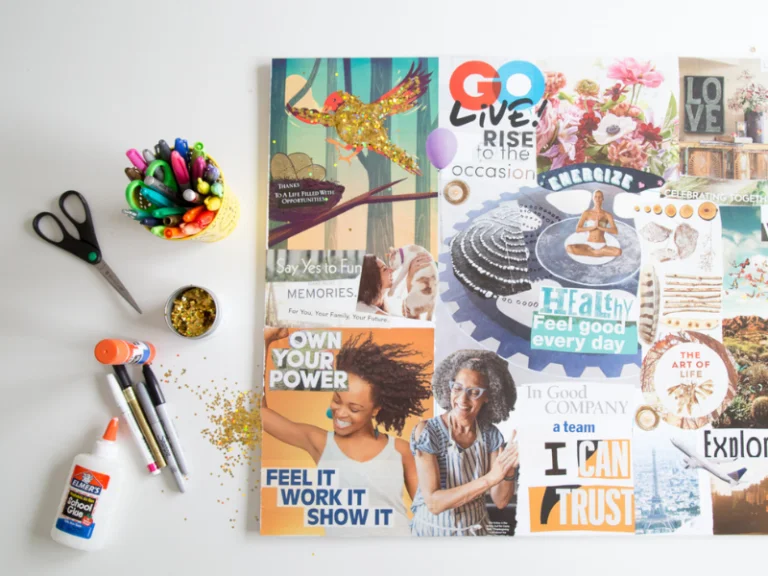 GO
LiVE!
RISE
to the
occasion
LOVE
ENERGIZE
CELEBRATING TOGETH
THANKS
TO A LIFE FILLED WITH
OPPORTUNITIES
Say Yes to Fun
MEMORIES.
For You. Your Family. Your Future.
HEALthy
Feel good
every day
THE
ART OF
LIFE
OWN
YOUR
POWER
In Good
COMPANY
a team
I CAN
TRUST
Explor
FEEL IT
WORK IT
SHOW IT
ELMER'S
School
Glue